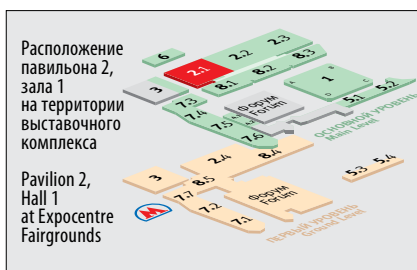 Расположение
павильона 2,
зала 1
на территории
выставочного
комплекса
Pavilion 2,
Hall 1
at Expocentre
Fairgrounds
6
2.1
2.2
2.3
3
8.1
8.2
8.3
1
A
B
C
D
7.3
7.4
7.5
7.6
Форум
Forum
5.1
5.2
ОСНОВНОЙ УРОВЕНЬ
Main Level
3
2.4
8.4
8.5
7.7
7.2
7.1
Форум
Forum
5.3
5.4
ПЕРВЫЙ УРОВЕНЬ
Ground Level
М